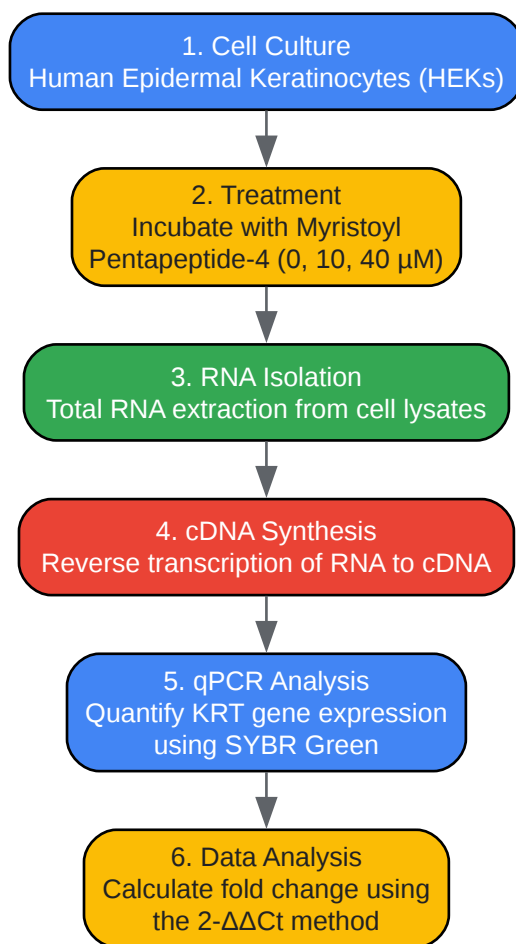 1. Cell Culture
Human Epidermal Keratinocytes (HEKs)
2. Treatment
Incubate with Myristoyl
Pentapeptide-4 (0, 10, 40 µM)
3. RNA Isolation
Total RNA extraction from cell lysates
4. cDNA Synthesis
Reverse transcription of RNA to cDNA
5. qPCR Analysis
Quantify KRT gene expression
using SYBR Green
6. Data Analysis
Calculate fold change using
the 2-ΔΔCt method